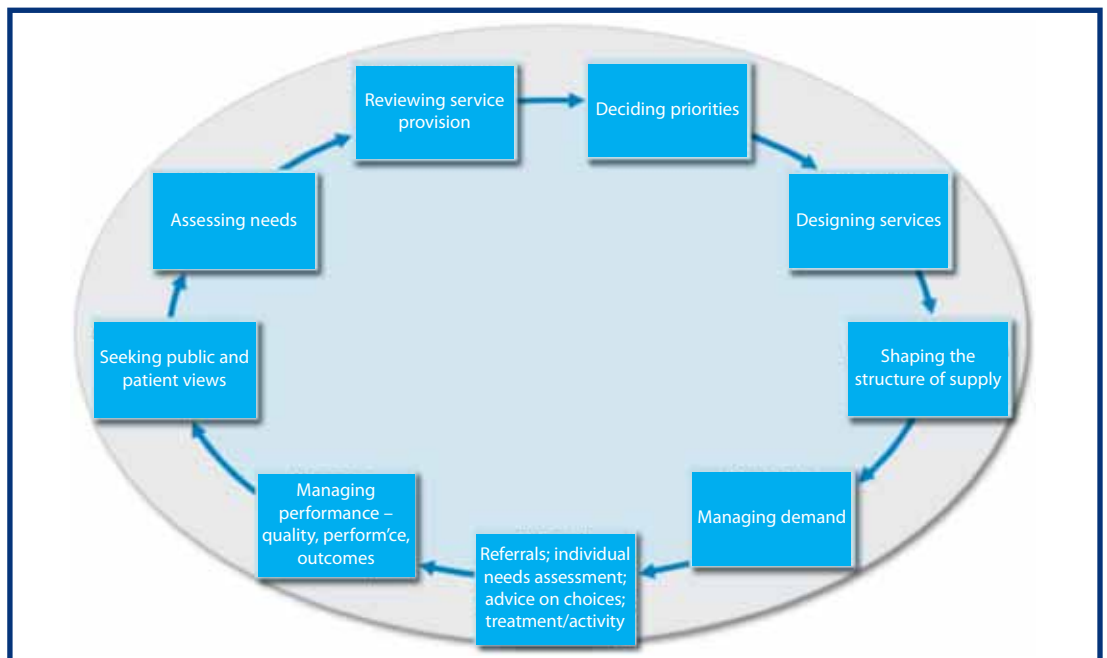 Reviewing service
provision
Deciding priorities
Designing services
Shaping the
structure of supply
Managing demand
Referrals; individual
needs assessment;
advice on choices;
treatment/activity
Managing
performance –
quality, perform’ce,
outcomes
Seeking public and
patient views
Assessing needs